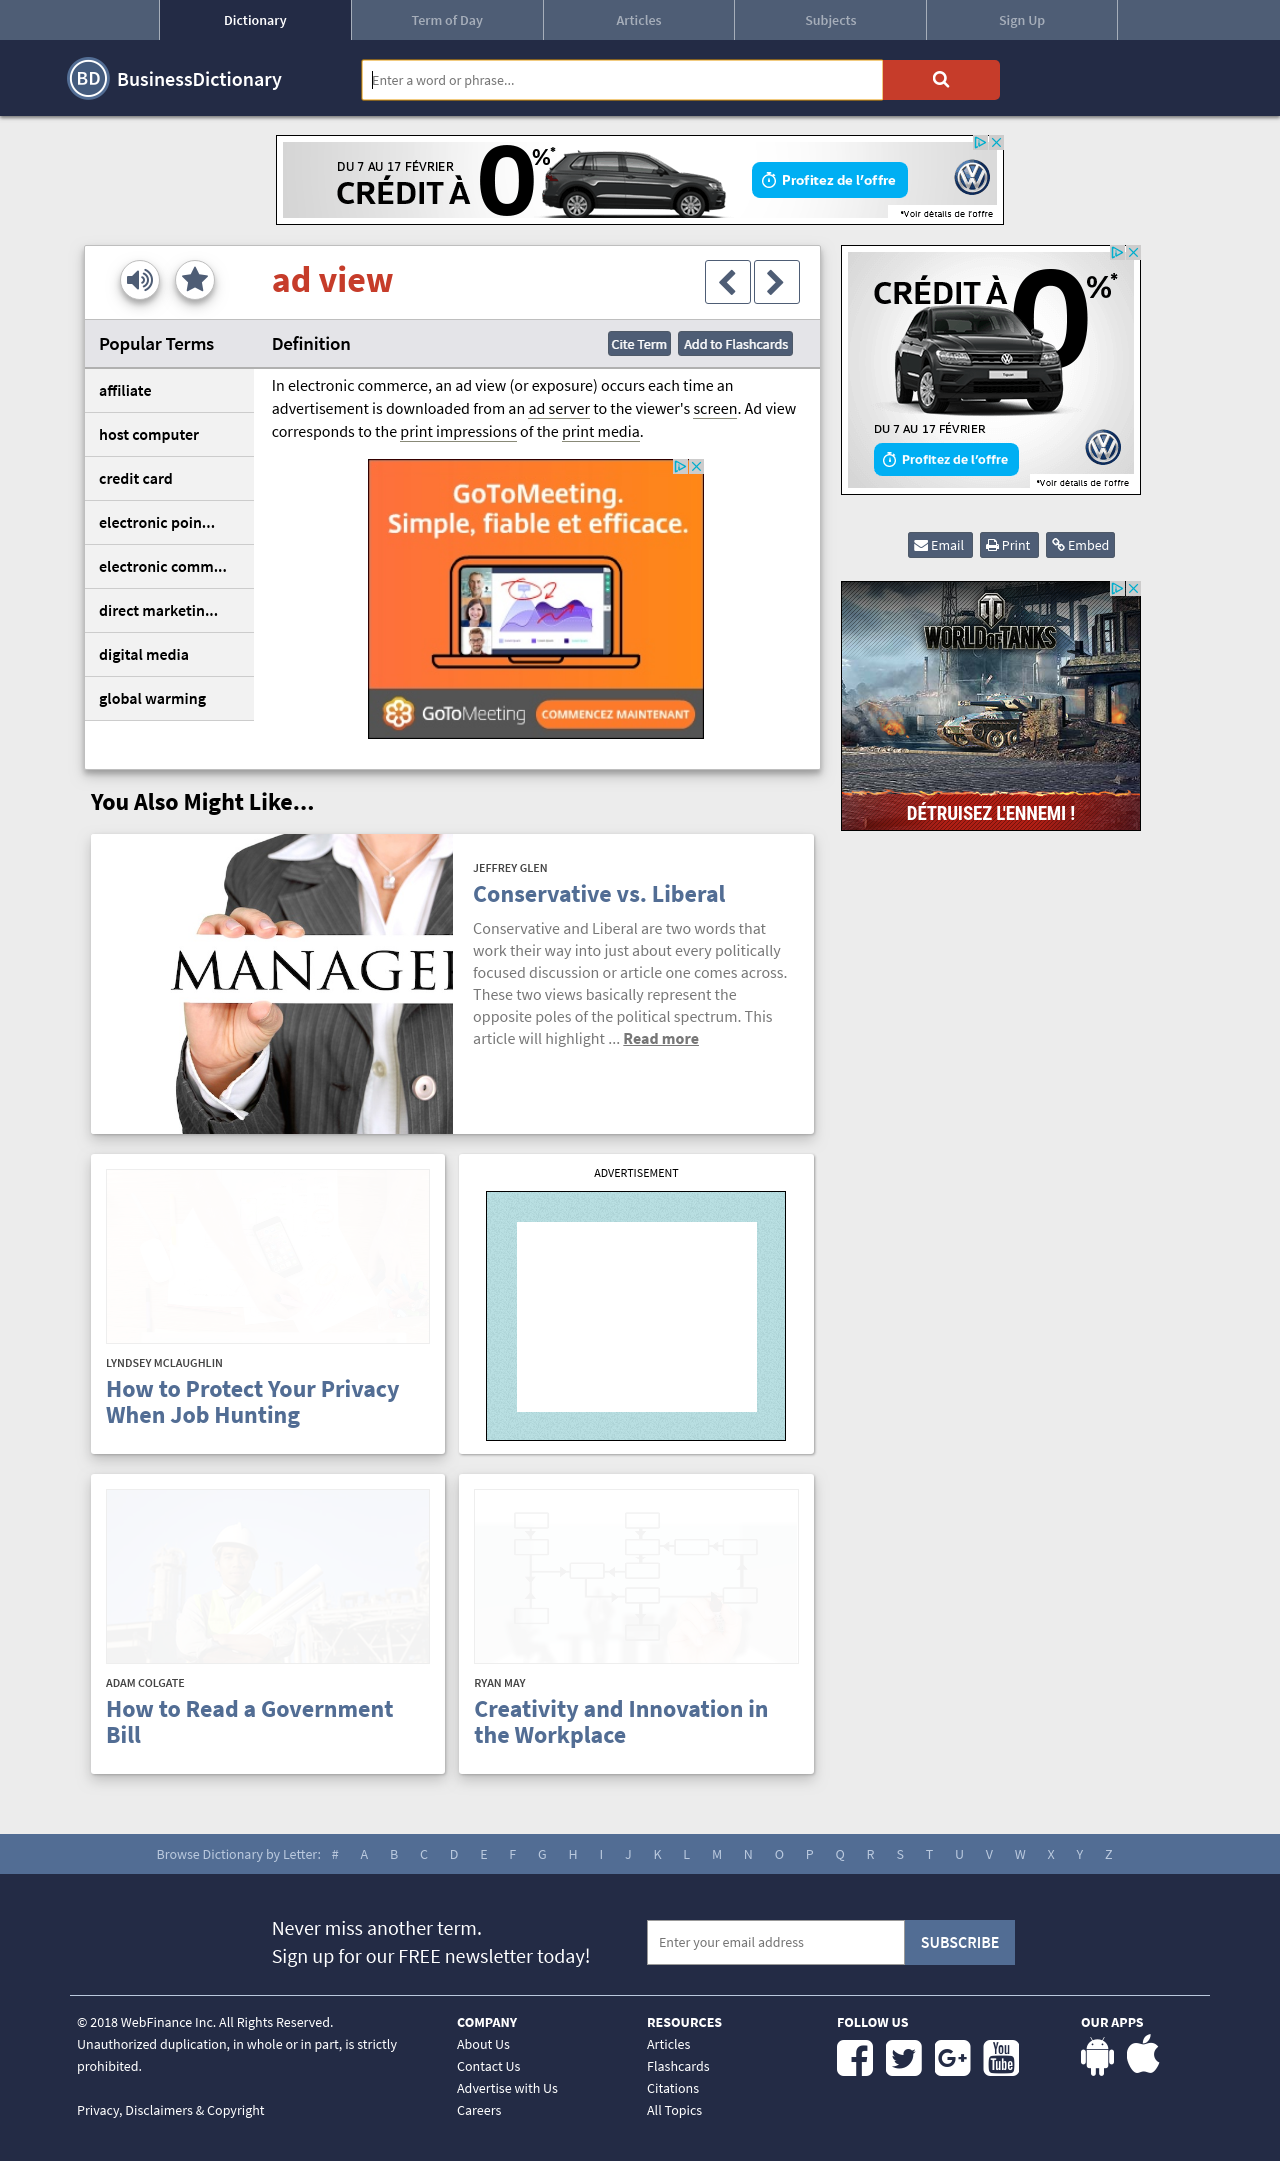 Dictionary
Term of Day
Articles
Subjects
Sign Up
BD BusinessDictionary
Enter a word or phrase...
DU 7 AU 17 FÉVRIER
CRÉDIT À 0%*
Profitez de l'offre
*Voir détails de l'offre
ad view
Popular Terms
Definition
Cite Term
Add to Flashcards
affiliate
host computer
credit card
electronic poin...
electronic comm...
direct marketin...
digital media
global warming
In electronic commerce, an ad view (or exposure) occurs each time an
advertisement is downloaded from an ad server to the viewer's screen. Ad view
corresponds to the print impressions of the print media.
GoToMeeting.
Simple, fiable et efficace.
GoToMeeting
COMMENCEZ MAINTENANT
CRÉDIT À 0%*
DU 7 AU 17 FÉVRIER
Profitez de l'offre
*Voir détails de l'offre
Email
Print
Embed
WORLD OF TANKS
DÉTRUISEZ L'ENNEMI !
You Also Might Like...
MANAGE
JEFFREY GLEN
Conservative vs. Liberal
Conservative and Liberal are two words that
work their way into just about every politically
focused discussion or article one comes across.
These two views basically represent the
opposite poles of the political spectrum. This
article will highlight ... Read more
LYNDSEY MCLAUGHLIN
How to Protect Your Privacy
When Job Hunting
ADVERTISEMENT
ADAM COLGATE
How to Read a Government
Bill
RYAN MAY
Creativity and Innovation in
the Workplace
Browse Dictionary by Letter: # A B C D E F G H I J K L M N O P Q R S T U V W X Y Z
Never miss another term.
Sign up for our FREE newsletter today!
Enter your email address
SUBSCRIBE
© 2018 WebFinance Inc. All Rights Reserved.
Unauthorized duplication, in whole or in part, is strictly
prohibited.
Privacy, Disclaimers & Copyright
COMPANY
About Us
Contact Us
Advertise with Us
Careers
RESOURCES
Articles
Flashcards
Citations
All Topics
FOLLOW US
You
Tube
OUR APPS